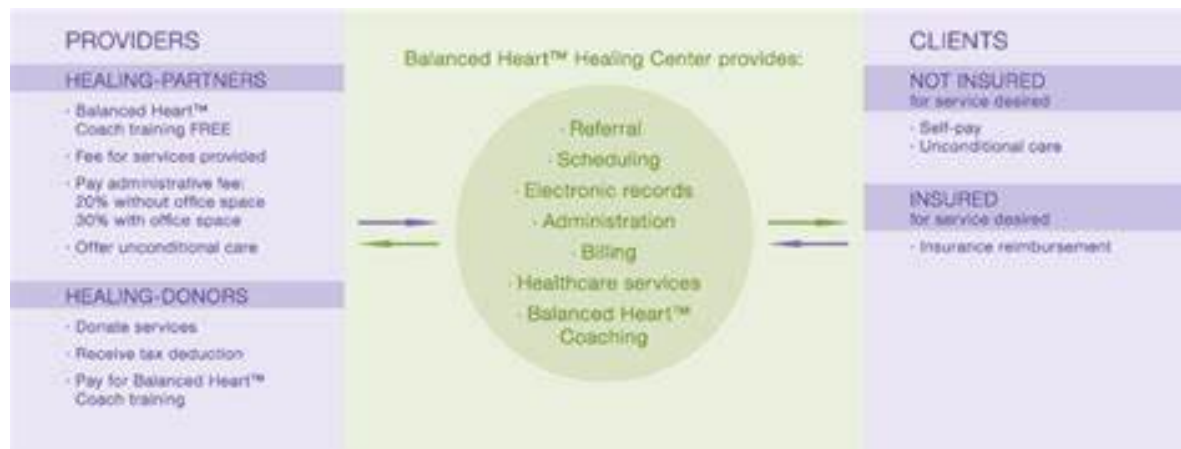 PROVIDERS
HEALING-PARTNERS
· Balanced Heart™
Coach training FREE
· Fee for services provided
· Pay administrative fee:
20% without office space
30% with office space
· Offer unconditional care
HEALING-DONORS
· Donate services
· Receive tax deduction
· Pay for Balanced Heart™
Coach training
Balanced Heart™ Healing Center provides:
· Referral
· Scheduling
· Electronic records
· Administration
· Billing
· Healthcare services
· Balanced Heart™
Coaching
CLIENTS
NOT INSURED
for service desired
· Self-pay
· Unconditional care
INSURED
for service desired
· Insurance reimbursement